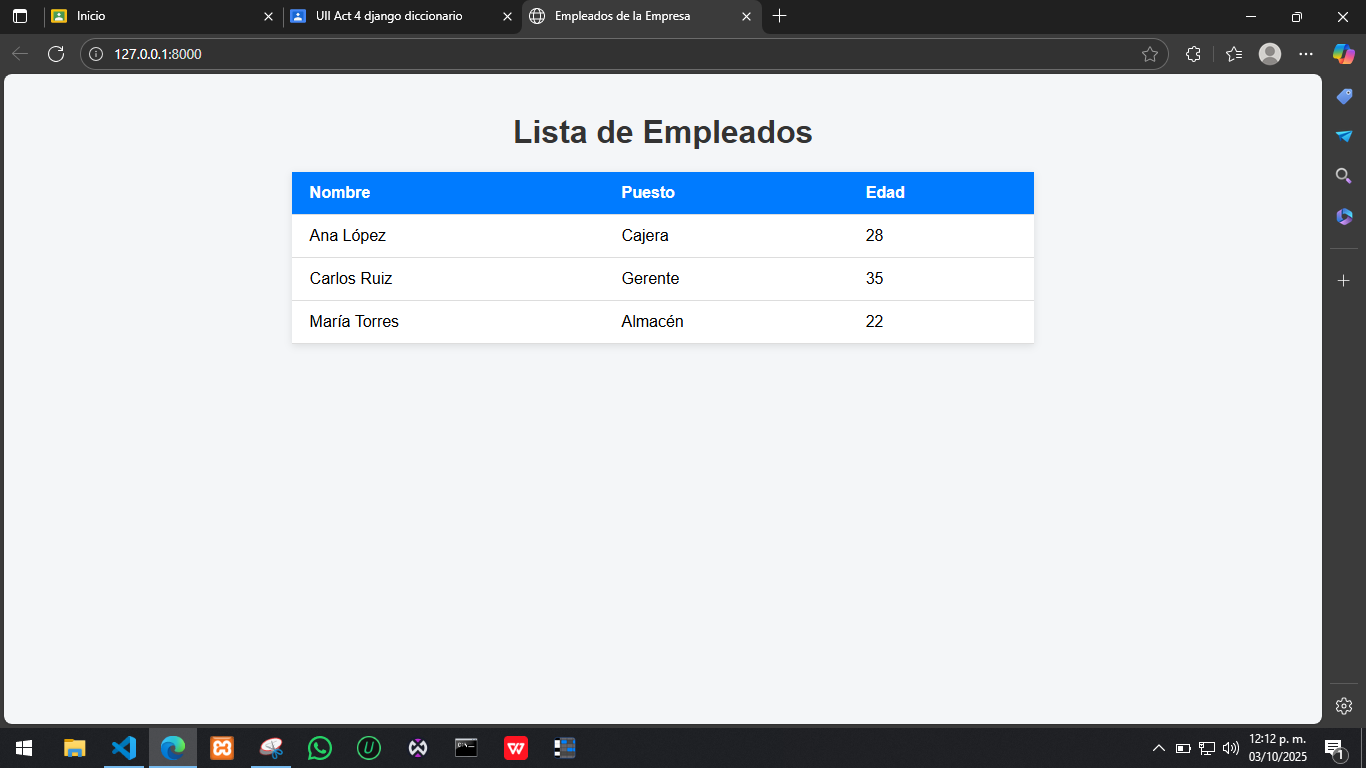 Inicio
UII Act 4 django diccionario
Empleados de la Empresa
127.0.0.1:8000
Lista de Empleados
Nombre Puesto Edad
Ana López Cajera 28
Carlos Ruiz Gerente 35
María Torres Almacén 22
12:12 p. m.
03/10/2025
1